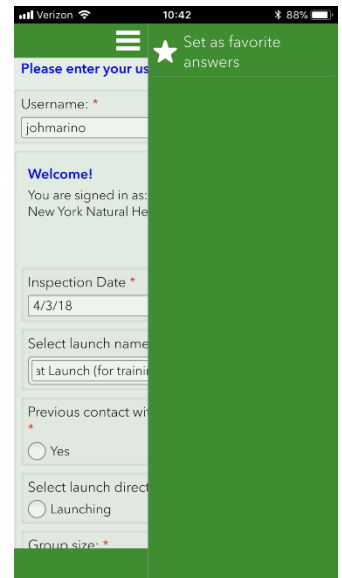 Verizon 10:42 88%
Set as favorite
answers
Please enter your us
Username: *
johmarino
Welcome!
You are signed in as:
New York Natural He
Inspection Date *
4/3/18
Select launch name
at Launch (for traini
Previous contact wit
*
Yes
Select launch direct
Launching
Group size: *